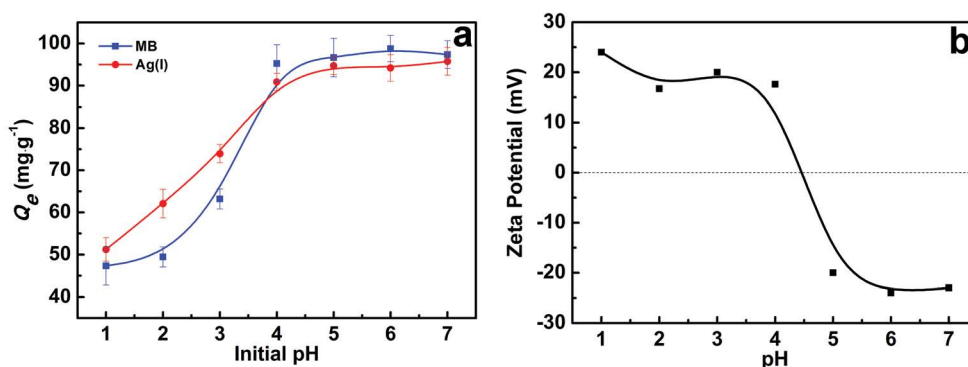 a
MB
Ag(I)
Qe (mg·g-1)
100
90
80
70
60
50
40
1 2 3 4 5 6 7
Initial pH
b
Zeta Potential (mV)
30
20
10
0
-10
-20
-30
1 2 3 4 5 6 7
pH